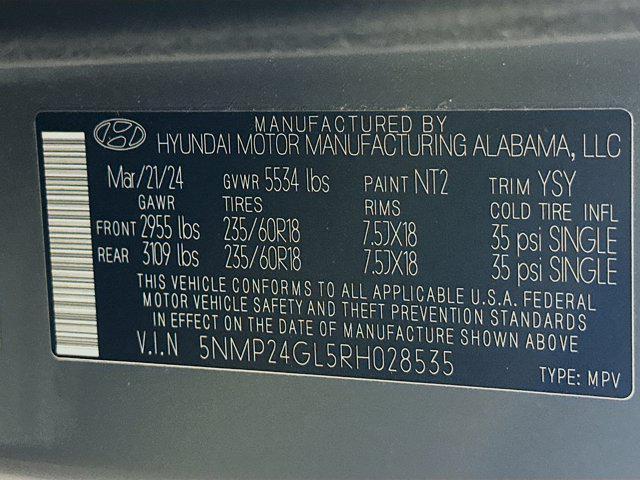 MANUFACTURED BY
HYUNDAI MOTOR MANUFACTURING ALABAMA, LLC
Mar/21/24 GVWR 5534 lbs PAINT NT2 TRIM YSY
GAWR TIRES RIMS COLD TIRE INFL
FRONT 2955 lbs 235/60R18 7.5JX18 35 psi SINGLE
REAR 3109 lbs 235/60R18 7.5JX18 35 psi SINGLE
THIS VEHICLE CONFORMS TO ALL APPLICABLE U.S.A. FEDERAL
MOTOR VEHICLE SAFETY AND THEFT PREVENTION STANDARDS
IN EFFECT ON THE DATE OF MANUFACTURE SHOWN ABOVE
V.I.N 5NMP24GL5RH028535
TYPE: MPV